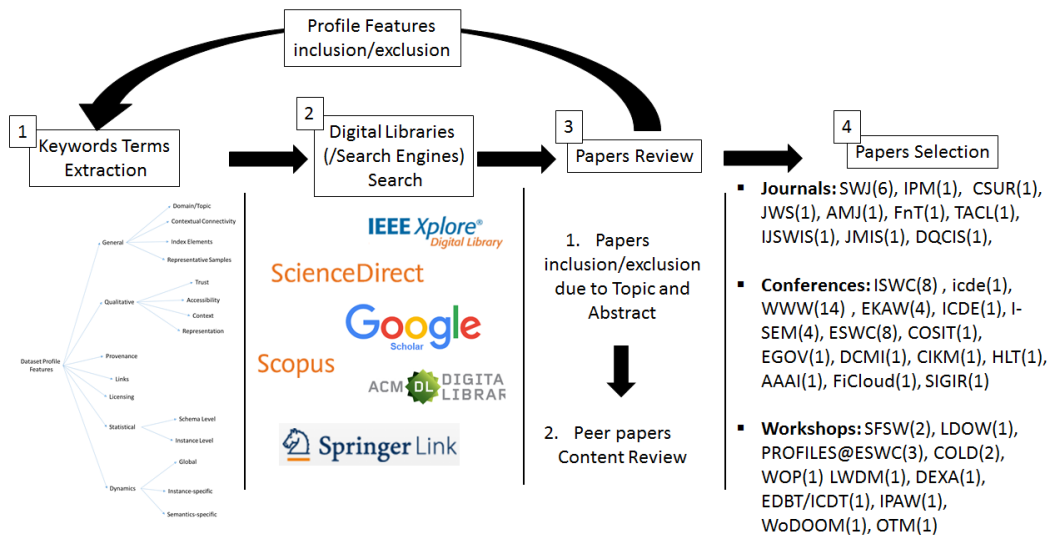 Profile Features
inclusion/exclusion
1
Keywords Terms
Extraction
2
Digital Libraries
(/Search Engines)
Search
3
Papers Review
4
Papers Selection
Domain/Topic
Contextual Connectivity
General
Index Elements
Representative Samples
Trust
Qualitative
Accessibility
Context
Representation
Provenance
Dataset Profile
Features
Links
Licensing
Schema Level
Statistical
Instance Level
Global
Dynamics
Instance-specific
Semantics-specific
IEEE Xplore®
Digital Library
ScienceDirect
Google
Scholar
Scopus
ACM DL DIGITA
LIBRAR
Springer Link
1. Papers
inclusion/exclusion
due to Topic and
Abstract
2. Peer papers
Content Review
▪ Journals: SWJ(6), IPM(1), CSUR(1),
JWS(1), AMJ(1), FnT(1), TACL(1),
IJSWIS(1), JMIS(1), DQCIS(1),
▪ Conferences: ISWC(8) , icde(1),
WWW(14) , EKAW(4), ICDE(1), I-
SEM(4), ESWC(8), COSIT(1),
EGOV(1), DCMI(1), CIKM(1), HLT(1),
AAAI(1), FiCloud(1), SIGIR(1)
▪ Workshops: SFSW(2), LDOW(1),
PROFILES@ESWC(3), COLD(2),
WOP(1) LWDM(1), DEXA(1),
EDBT/ICDT(1), IPAW(1),
WoDOOM(1), OTM(1)